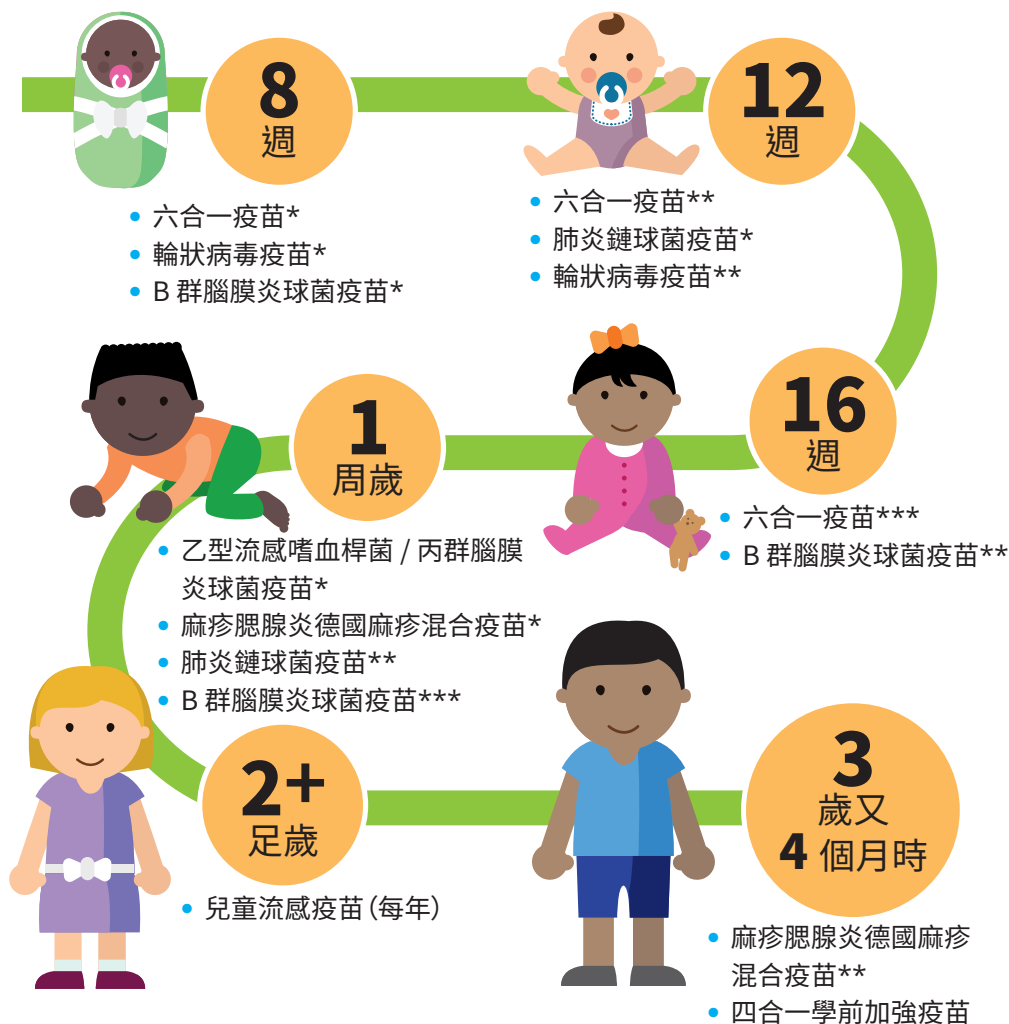 8
週
六合一疫苗*
輪狀病毒疫苗*
B 群腦膜炎球菌疫苗*
12
週
六合一疫苗**
肺炎鏈球菌疫苗*
輪狀病毒疫苗**
16
週
六合一疫苗***
B 群腦膜炎球菌疫苗**
1
周歲
乙型流感嗜血桿菌 / 丙群腦膜
炎球菌疫苗*
麻疹腮腺炎德國麻疹混合疫苗*
肺炎鏈球菌疫苗**
B 群腦膜炎球菌疫苗***
2+
足歲
兒童流感疫苗（每年）
3
歲又
4 個月時
麻疹腮腺炎德國麻疹
混合疫苗**
四合一學前加強疫苗